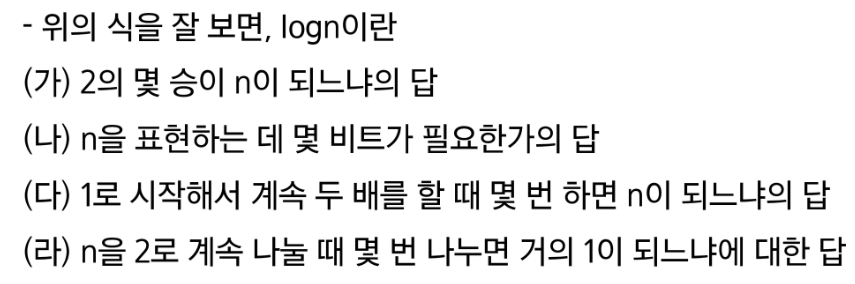 - 위의 식을 잘 보면, logn이란
(가) 2의 몇 승이 n이 되느냐의 답
(나) n을 표현하는 데 몇 비트가 필요한가의 답
(다) 1로 시작해서 계속 두 배를 할 때 몇 번 하면 n이 되느냐의 답
(라) n을 2로 계속 나눌 때 몇 번 나누면 거의 1이 되느냐에 대한 답